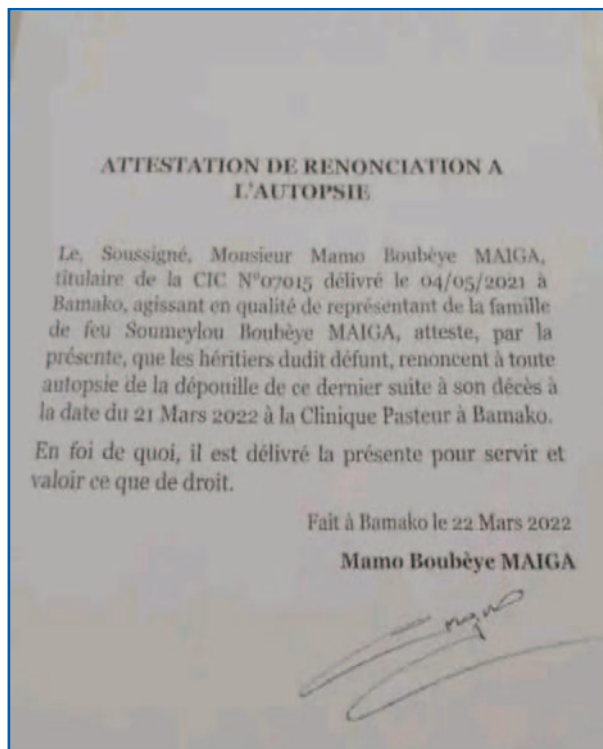 ATTESTATION DE RENONCIATION A
L'AUTOPSIE
Le, Soussigné, Monsieur Mamo Boubèye MAIGA,
titulaire de la CIC N°07015 délivré le 04/05/2021 à
Bamako, agissant en qualité de représentant de la famille
de feu Soumeylou Boubèye MAIGA, atteste, par la
présente, que les héritiers dudit défunt, renoncent à toute
autopsie de la dépouille de ce dernier suite à son décès à
la date du 21 Mars 2022 à la Clinique Pasteur à Bamako.
En foi de quoi, il est délivré la présente pour servir et
valoir ce que de droit.
Fait à Bamako le 22 Mars 2022
Mamo Boubèye MAIGA